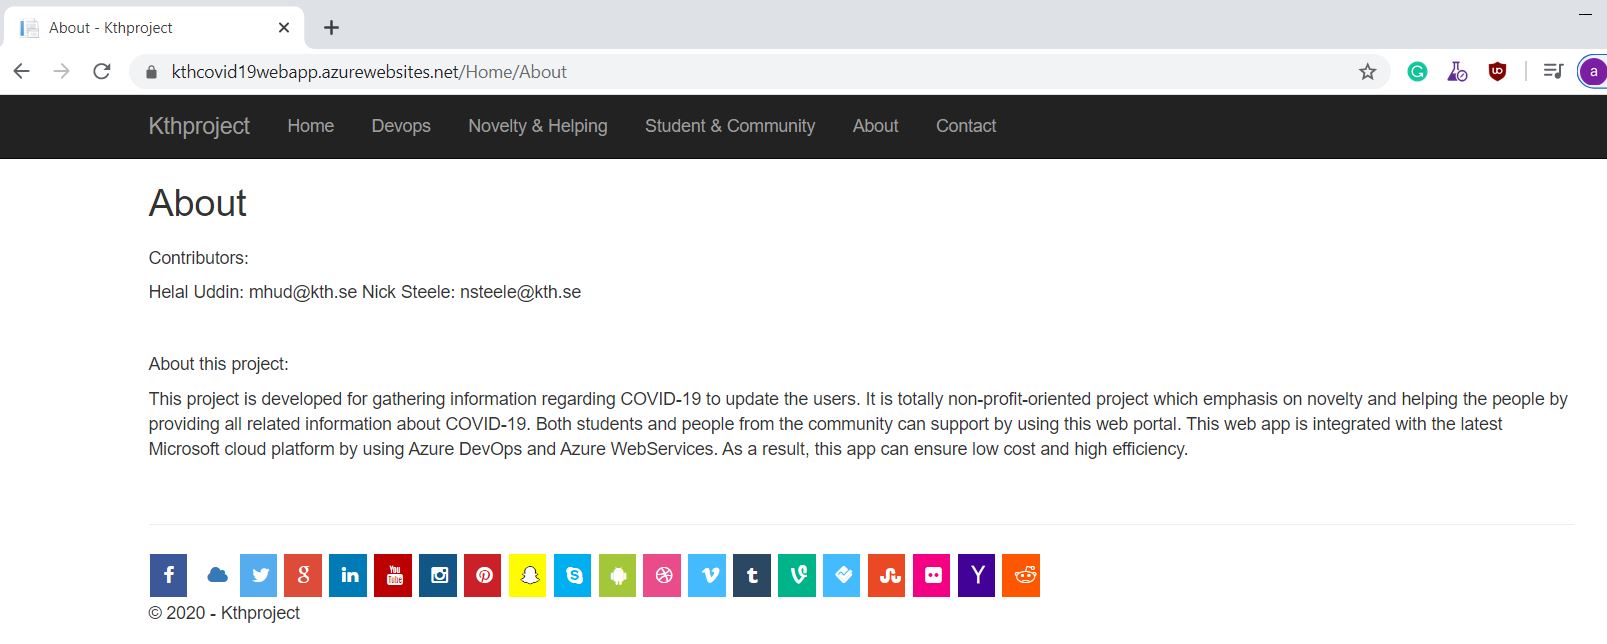 About - Kthproject
kthcovid19webapp.azurewebsites.net/Home/About
a
Kthproject Home Devops Novelty & Helping Student & Community About Contact
About
Contributors:
Helal Uddin: mhud@kth.se Nick Steele: nsteele@kth.se
About this project:
This project is developed for gathering information regarding COVID-19 to update the users. It is totally non-profit-oriented project which emphasis on novelty and helping the people by
providing all related information about COVID-19. Both students and people from the community can support by using this web portal. This web app is integrated with the latest
Microsoft cloud platform by using Azure DevOps and Azure WebServices. As a result, this app can ensure low cost and high efficiency.
© 2020 - Kthproject